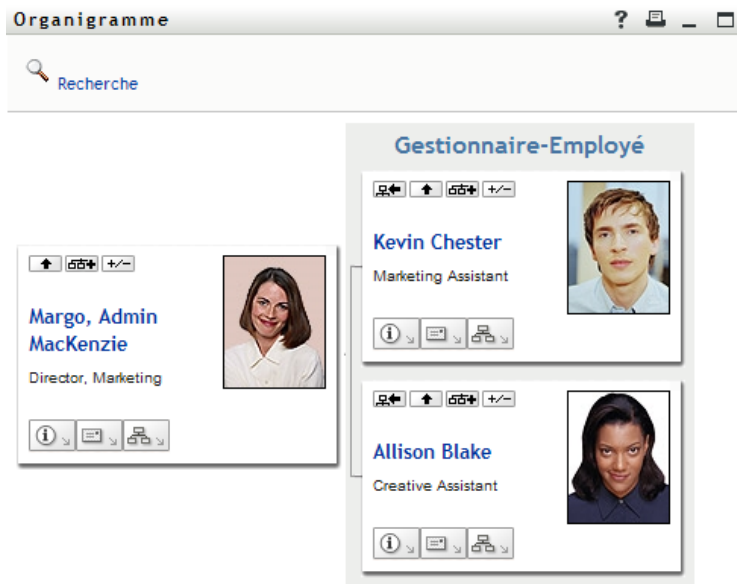 Organigramme
Recherche
Gestionnaire-Employé
Margo, Admin
MacKenzie
Director, Marketing
Kevin Chester
Marketing Assistant
Allison Blake
Creative Assistant